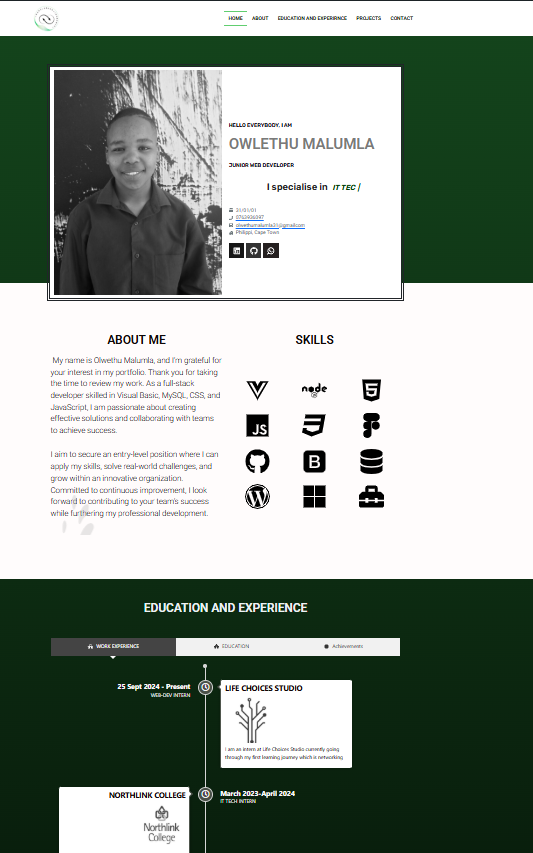 HOME ABOUT EDUCATION AND EXPERIRNCE PROJECTS CONTACT
HELLO EVERYBODY, I AM
OWLETHU MALUMLA
JUNIOR WEB DEVELOPER
I specialise in IT TEC |
31/01/01
0763936097
olwethumalumla31@gmail.com
Philippi, Cape Town
ABOUT ME
My name is Olwethu Malumla, and I'm grateful for
your interest in my portfolio. Thank you for taking
the time to review my work. As a full-stack
developer skilled in Visual Basic, MySQL, CSS, and
JavaScript, I am passionate about creating
effective solutions and collaborating with teams
to achieve success.
I aim to secure an entry-level position where I can
apply my skills, solve real-world challenges, and
grow within an innovative organization.
Committed to continuous improvement, I look
forward to contributing to your team's success
while furthering my professional development.
SKILLS
node
JS
B
EDUCATION AND EXPERIENCE
WORK EXPERIENCE EDUCATION Achievements
25 Sept 2024 - Present
WEB-DEV INTERN
LIFE CHOICES STUDIO
I am an intern at Life Choices Studio currently going
through my first learning journey which is networking
NORTHLINK COLLEGE
Northlink
College
March 2023-April 2024
IT TECH INTERN